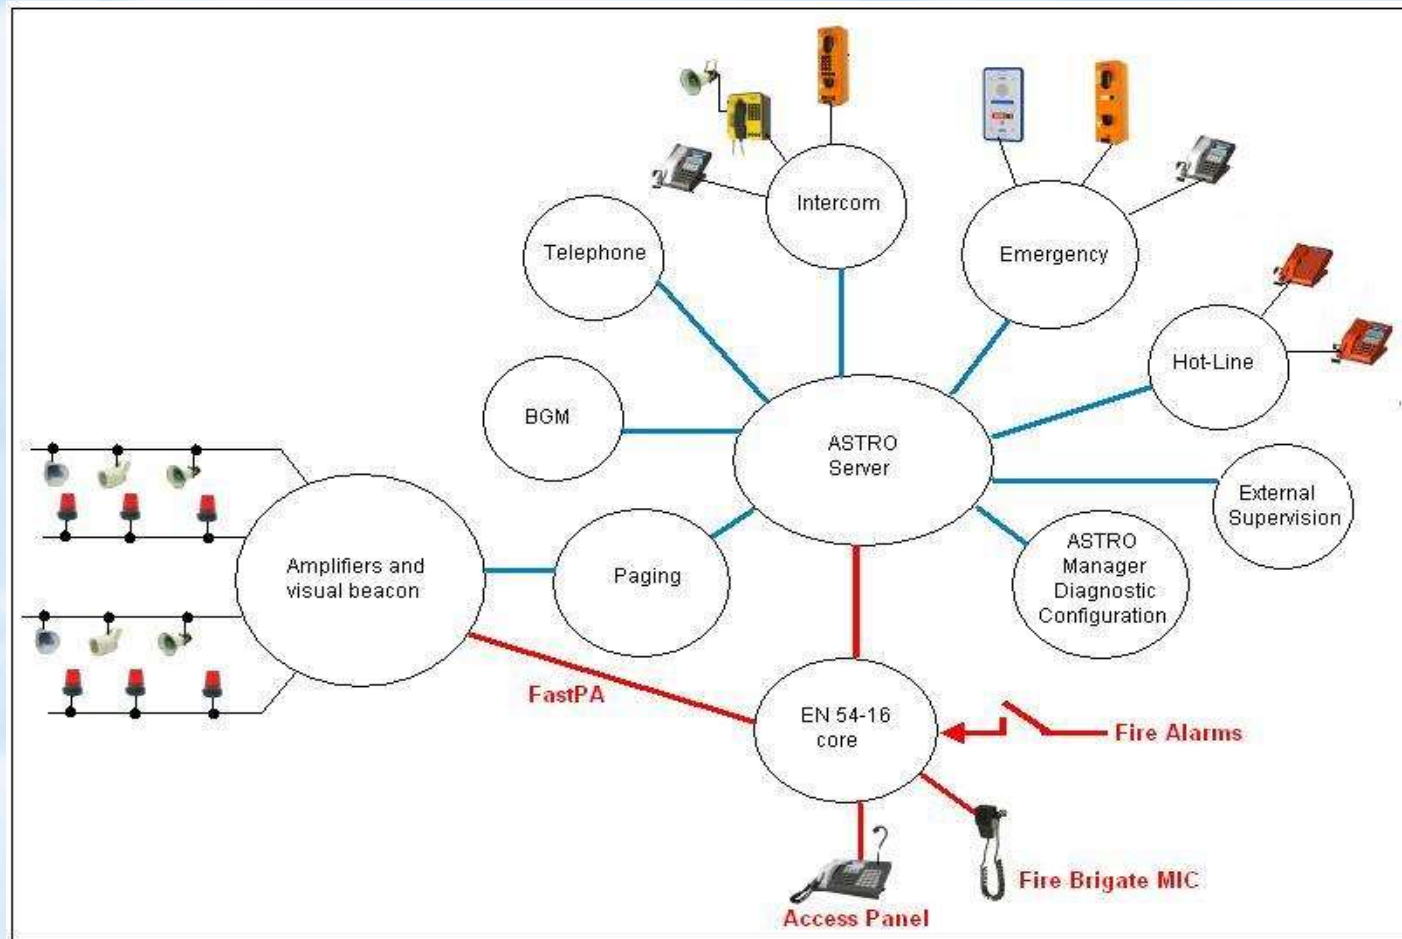 Intercom
Telephone
Emergency
Hot-Line
BGM
ASTRO
Server
External
Supervision
ASTRO
Manager
Diagnostic
Configuration
Amplifiers and
visual beacon
Paging
FastPA
EN 54-16
core
Fire Alarms
Fire Brigate MIC
Access Panel